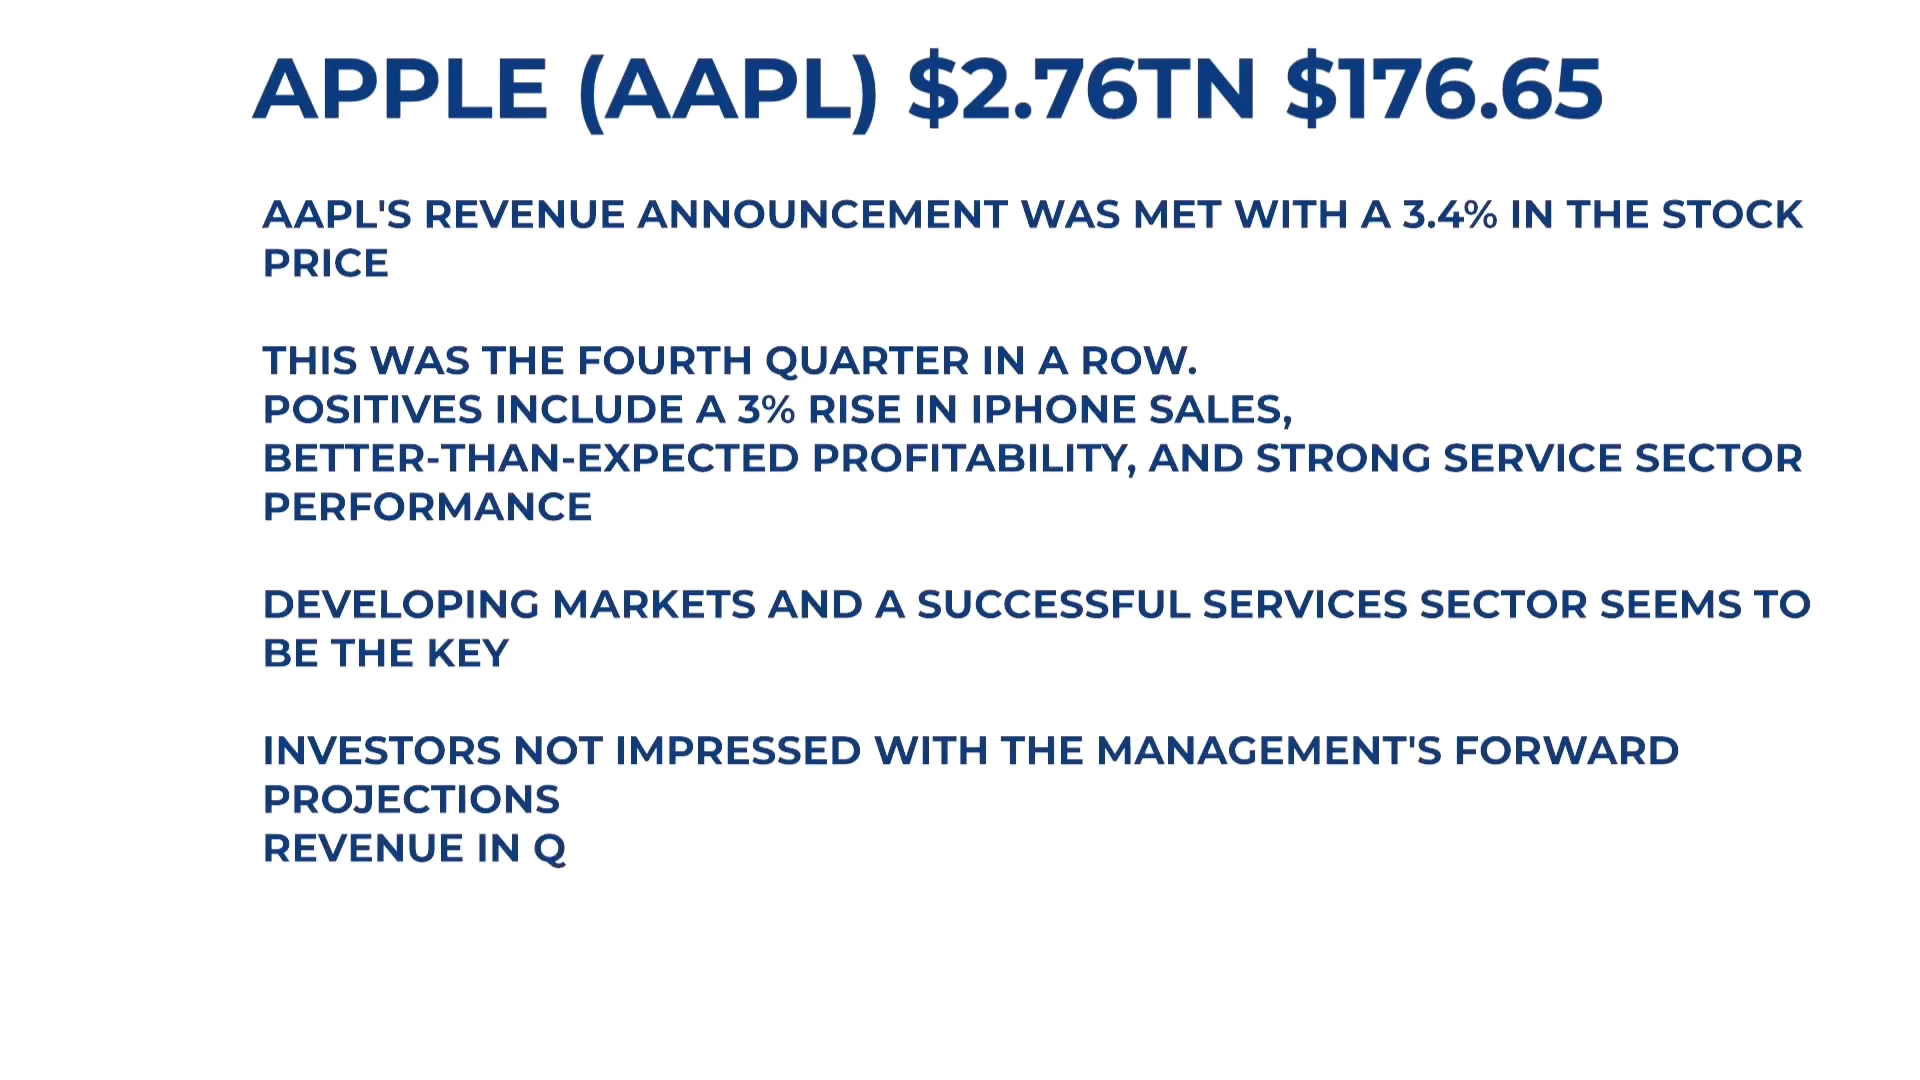 APPLE (AAPL) $2.76TN $176.65
AAPL'S REVENUE ANNOUNCEMENT WAS MET WITH A 3.4% IN THE STOCK
PRICE
THIS WAS THE FOURTH QUARTER IN A ROW.
POSITIVES INCLUDE A 3% RISE IN IPHONE SALES,
BETTER-THAN-EXPECTED PROFITABILITY, AND STRONG SERVICE SECTOR
PERFORMANCE
DEVELOPING MARKETS AND A SUCCESSFUL SERVICES SECTOR SEEMS TO
BE THE KEY
INVESTORS NOT IMPRESSED WITH THE MANAGEMENT'S FORWARD
PROJECTIONS
REVENUE IN Q